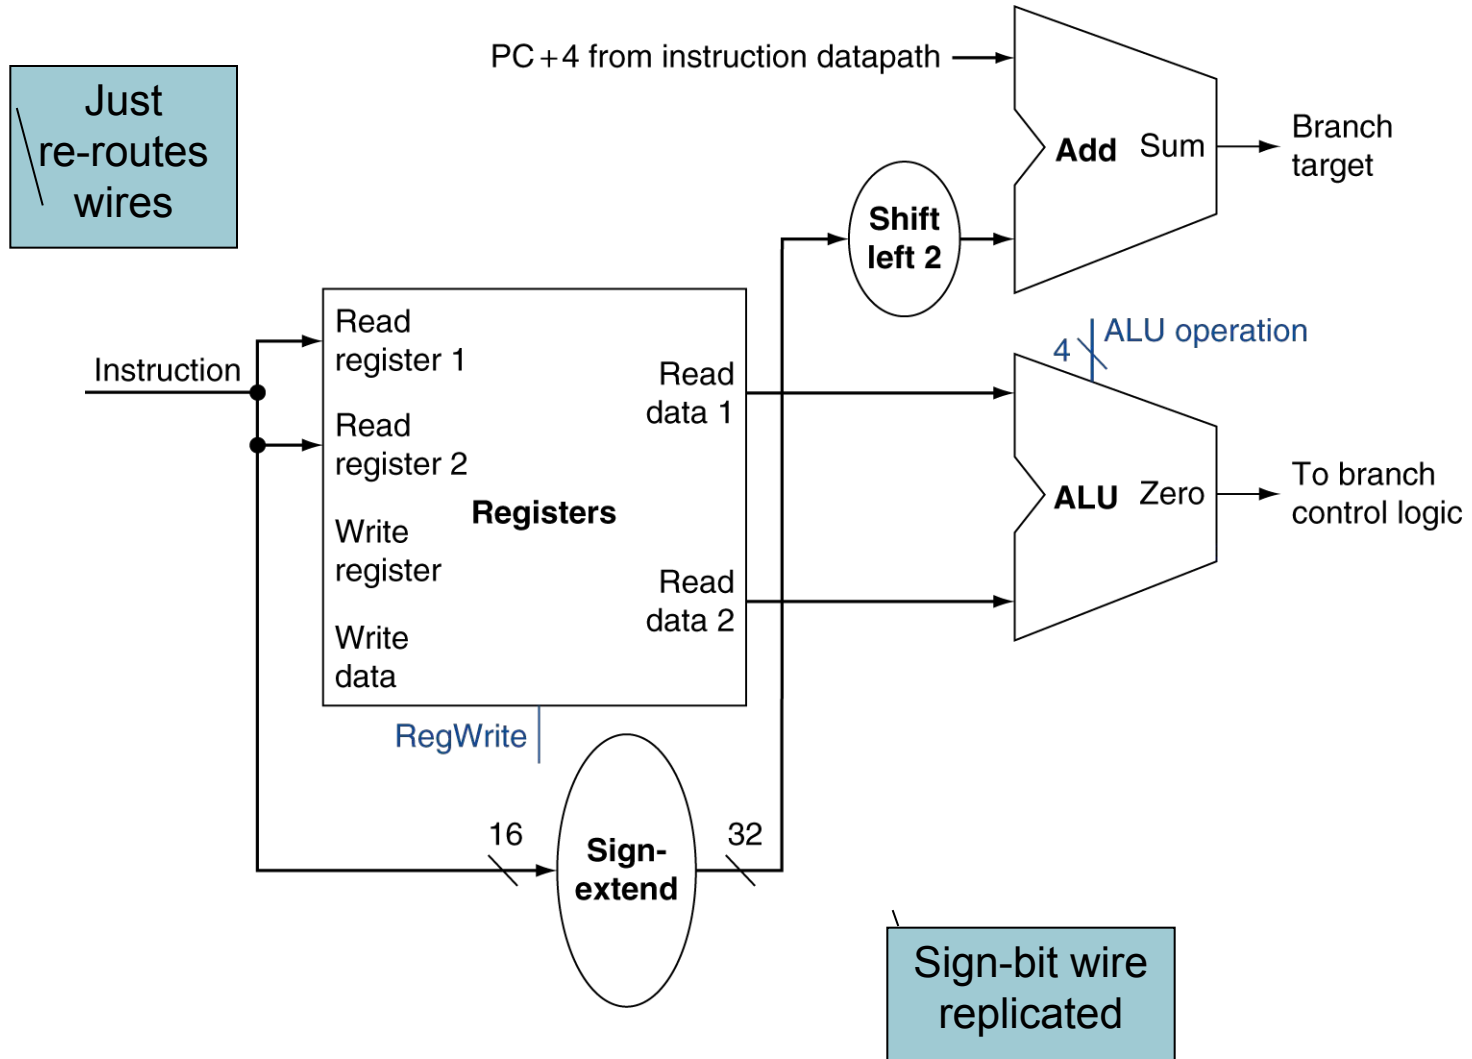 PC+4 from instruction datapath
Just
re-routes
wires
Add Sum
Branch
target
Shift
left 2
Instruction
Read
register 1
Read
register 2
Write
register
Write
data
Registers
Read
data 1
Read
data 2
RegWrite
4
ALU operation
ALU Zero
To branch
control logic
16
Sign-
extend
32
Sign-bit wire
replicated